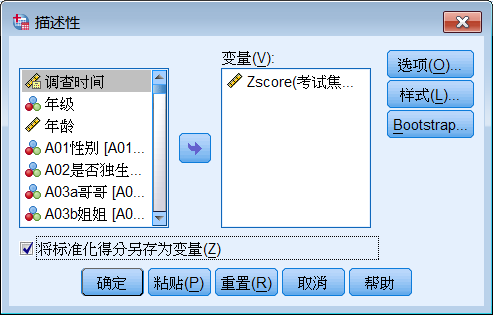 描述性
变量(V):
调查时间
年级
年龄
A01性别 [A01...
A02是否独生...
A03a哥哥 [A0...
A03b姐姐 [A0...
Zscore(考试焦...
选项(O)...
样式(L)...
Bootstrap...
将标准化得分另存为变量(Z)
确定 粘贴(P) 重置(R) 取消 帮助